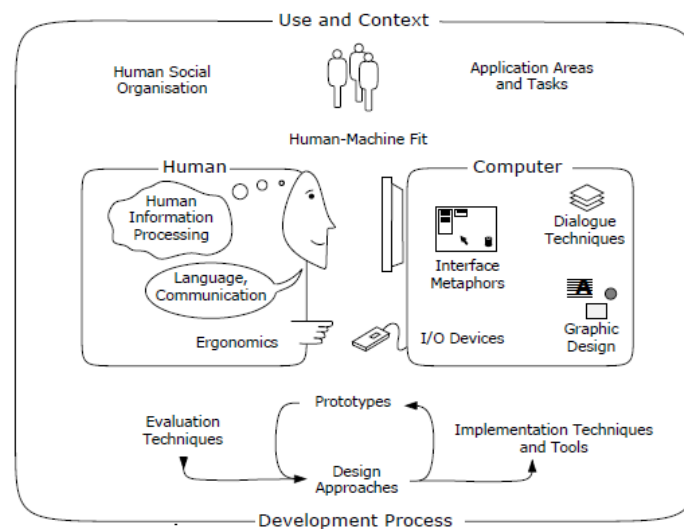 Use and Context
Human Social
Organisation
Application Areas
and Tasks
Human-Machine Fit
Human
Human
Information
Processing
Language,
Communication
Ergonomics
Computer
Interface
Metaphors
Dialogue
Techniques
A
I/O Devices
Graphic
Design
Evaluation
Techniques
Prototypes
Design
Approaches
Implementation Techniques
and Tools
Development Process